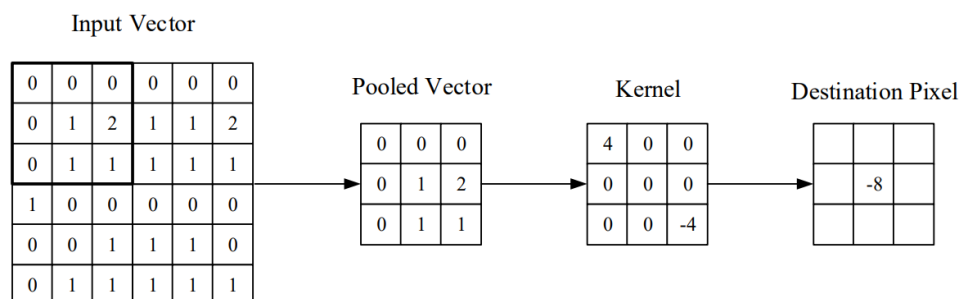 Input Vector
Pooled Vector
Kernel
Destination Pixel
0 0 0 0 0 0
0 1 2 1 1 2
0 1 1 1 1 1
1 0 0 0 0 0
0 0 1 1 1 0
0 1 1 1 1 1
0 0 0
0 1 2
0 1 1
4 0 0
0 0 0
0 0 -4
-8